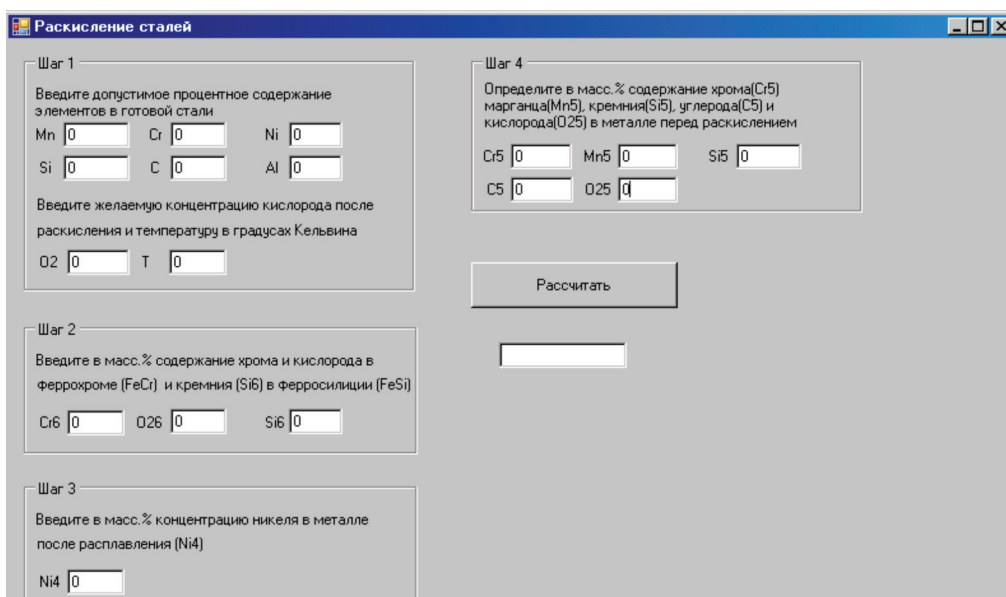 Раскисление сталей
Шаг 1
Введите допустимое процентное содержание
элементов в готовой стали
Mn 0 Cr 0 Ni 0
Si 0 C 0 Al 0
Введите желаемую концентрацию кислорода после
раскисления и температуру в градусах Кельвина
O2 0 T 0
Шаг 2
Введите в масс.% содержание хрома и кислорода в
феррохроме (FeCr) и кремния (Si6) в ферросилиции (FeSi)
Cr6 0 O26 0 Si6 0
Шаг 3
Введите в масс.% концентрацию никеля в металле
после расплавления (Ni4)
Ni4 0
Шаг 4
Определите в масс.% содержание хрома(Cr5)
марганца(Mn5), кремния(Si5), углерода(C5) и
кислорода(O25) в металле перед раскислением
Cr5 0 Mn5 0 Si5 0
C5 0 O25 0
Рассчитать